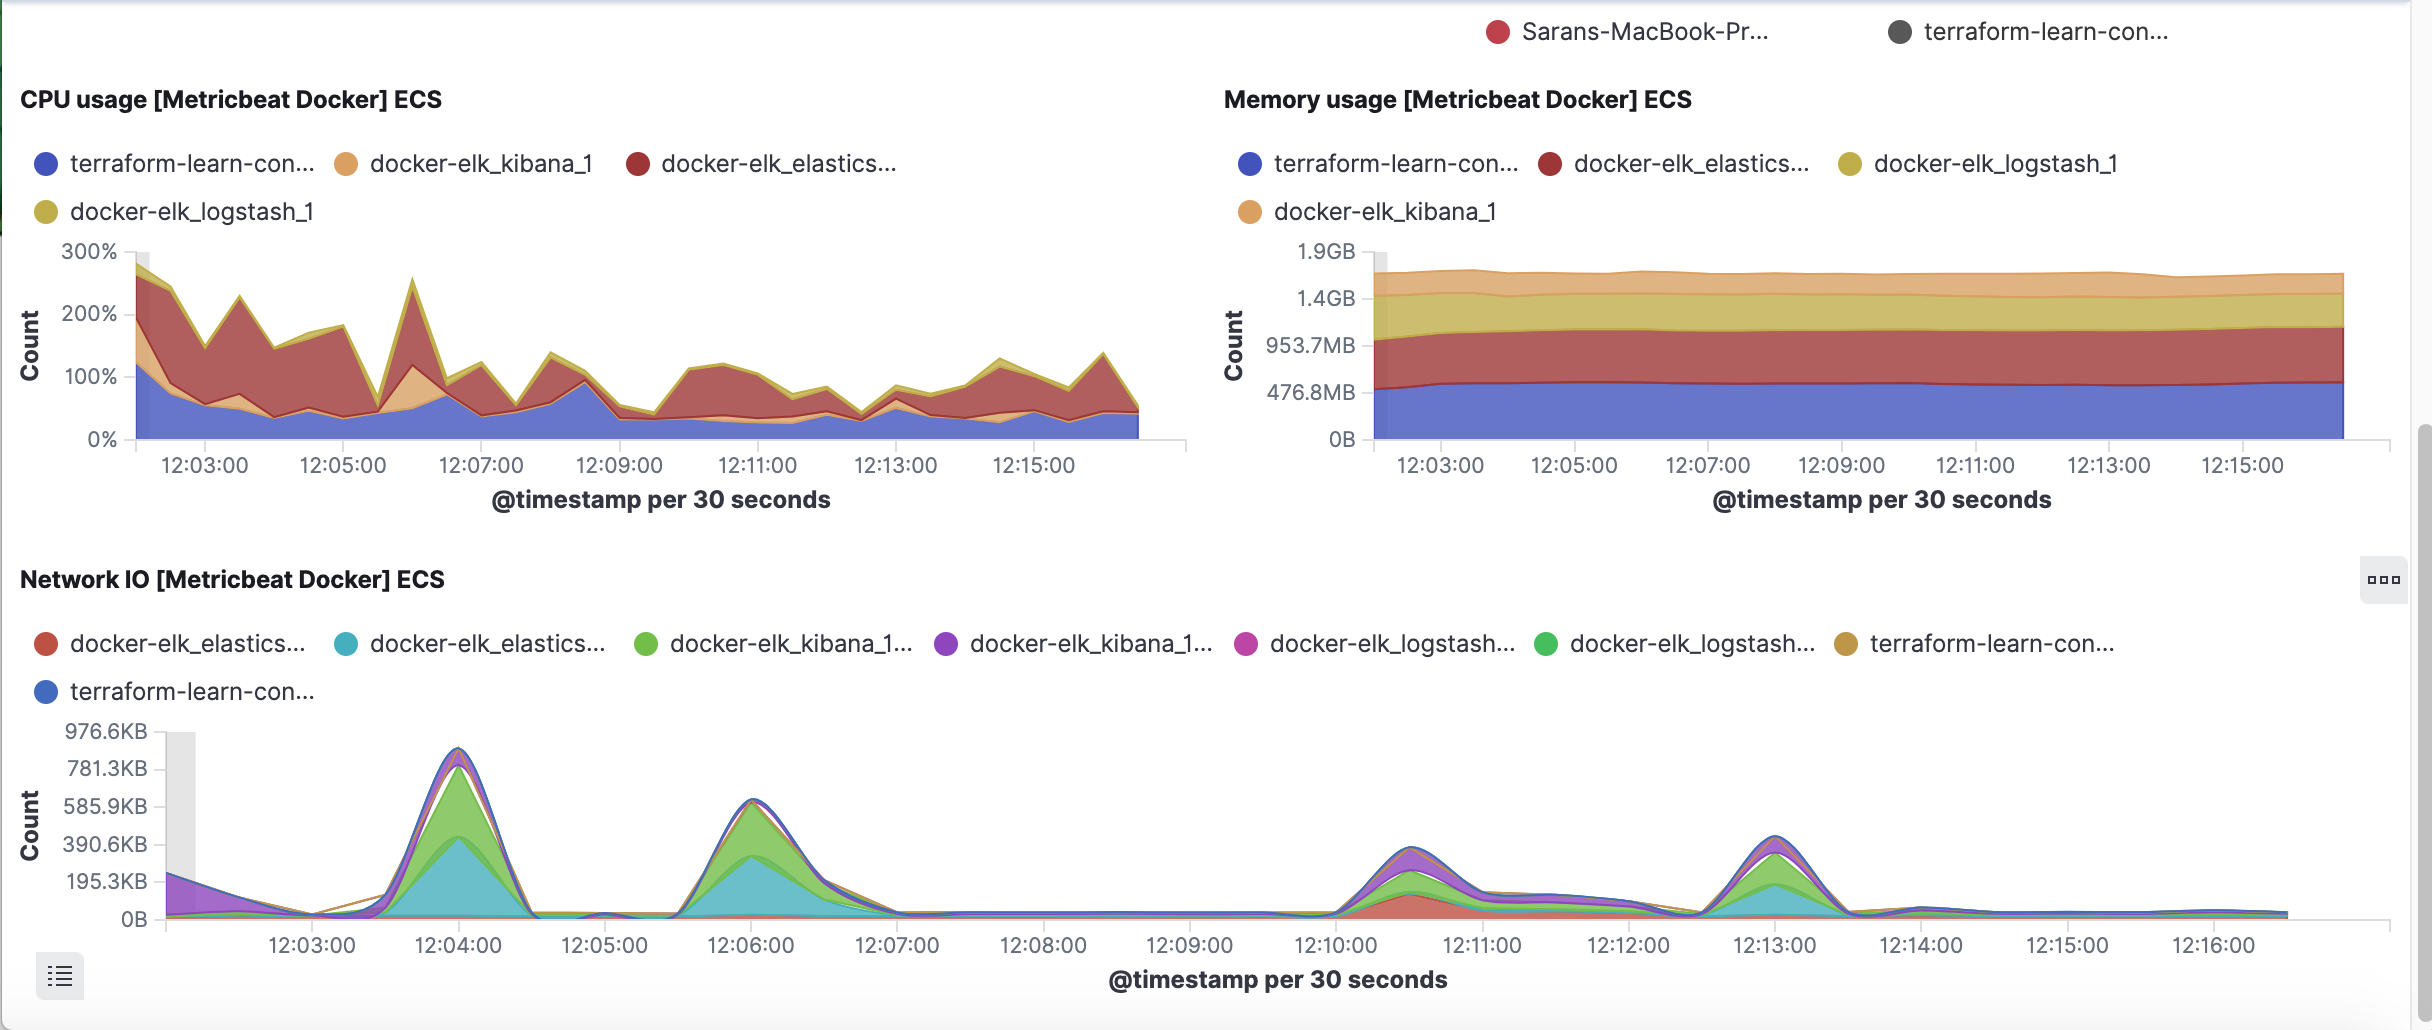 Sarans-MacBook-Pr... terraform-learn-con...
CPU usage [Metricbeat Docker] ECS
terraform-learn-con... docker-elk_kibana_1 docker-elk_elastics...
docker-elk_logstash_1
300%
200%
100%
0%
Count
12:03:00 12:05:00 12:07:00 12:09:00 12:11:00 12:13:00 12:15:00
@timestamp per 30 seconds
Memory usage [Metricbeat Docker] ECS
terraform-learn-con... docker-elk_elastics... docker-elk_logstash_1
docker-elk_kibana_1
1.9GB
1.4GB
953.7MB
476.8MB
0B
Count
12:03:00 12:05:00 12:07:00 12:09:00 12:11:00 12:13:00 12:15:00
@timestamp per 30 seconds
Network IO [Metricbeat Docker] ECS
docker-elk_elastics... docker-elk_elastics... docker-elk_kibana_1... docker-elk_kibana_1... docker-elk_logstash... docker-elk_logstash... terraform-learn-con...
terraform-learn-con...
976.6KB
781.3KB
585.9KB
390.6KB
195.3KB
0B
Count
12:03:00 12:04:00 12:05:00 12:06:00 12:07:00 12:08:00 12:09:00 12:10:00 12:11:00 12:12:00 12:13:00 12:14:00 12:15:00 12:16:00
@timestamp per 30 seconds